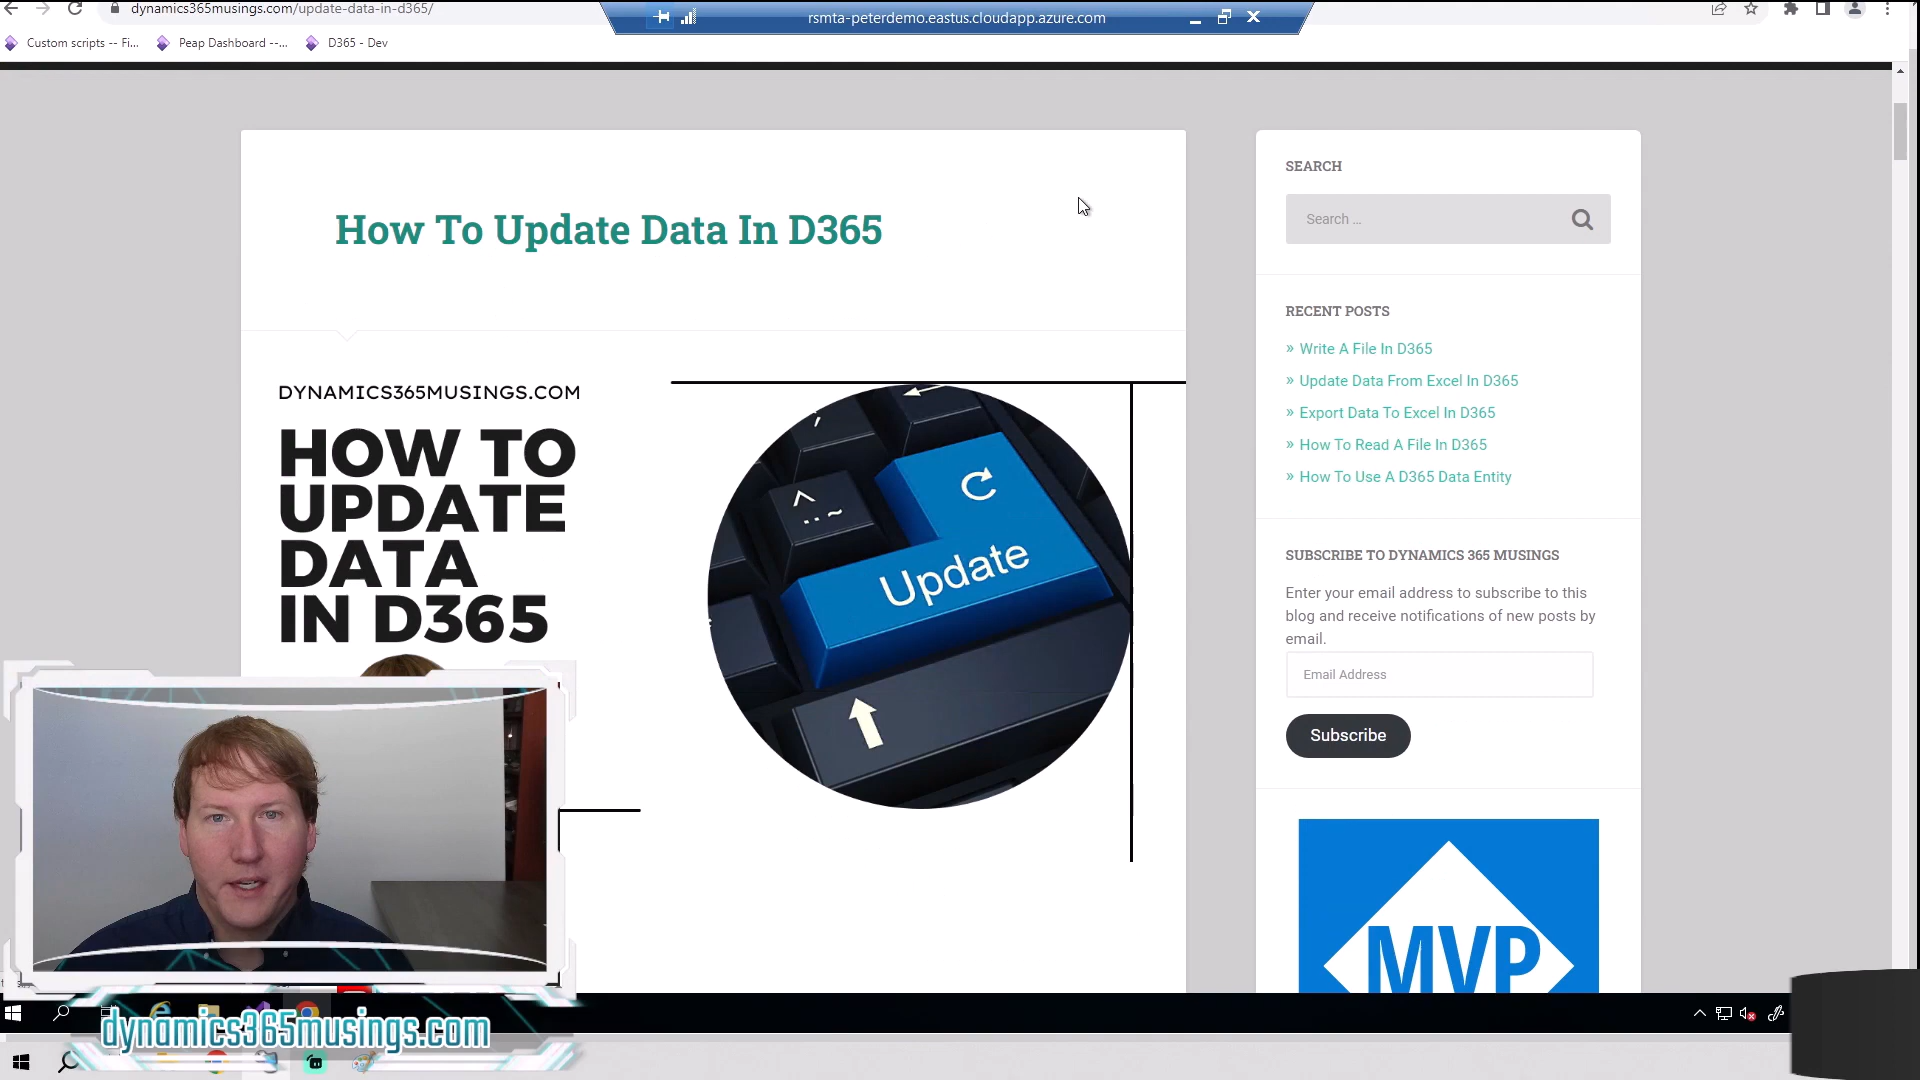 dynamics365musings.com/update-data-in-d365/
rsmta-peterdemo.eastus.cloudapp.azure.com
Custom scripts -- Fi...
Peap Dashboard --...
D365 - Dev
How To Update Data In D365
DYNAMICS365MUSINGS.COM
HOW TO
UPDATE
DATA
IN D365
Update
SEARCH
Search ...
RECENT POSTS
» Write A File In D365
» Update Data From Excel In D365
» Export Data To Excel In D365
» How To Read A File In D365
» How To Use A D365 Data Entity
SUBSCRIBE TO DYNAMICS 365 MUSINGS
Enter your email address to subscribe to this
blog and receive notifications of new posts by
email.
Email Address
Subscribe
MVP
dynamics365musings.com